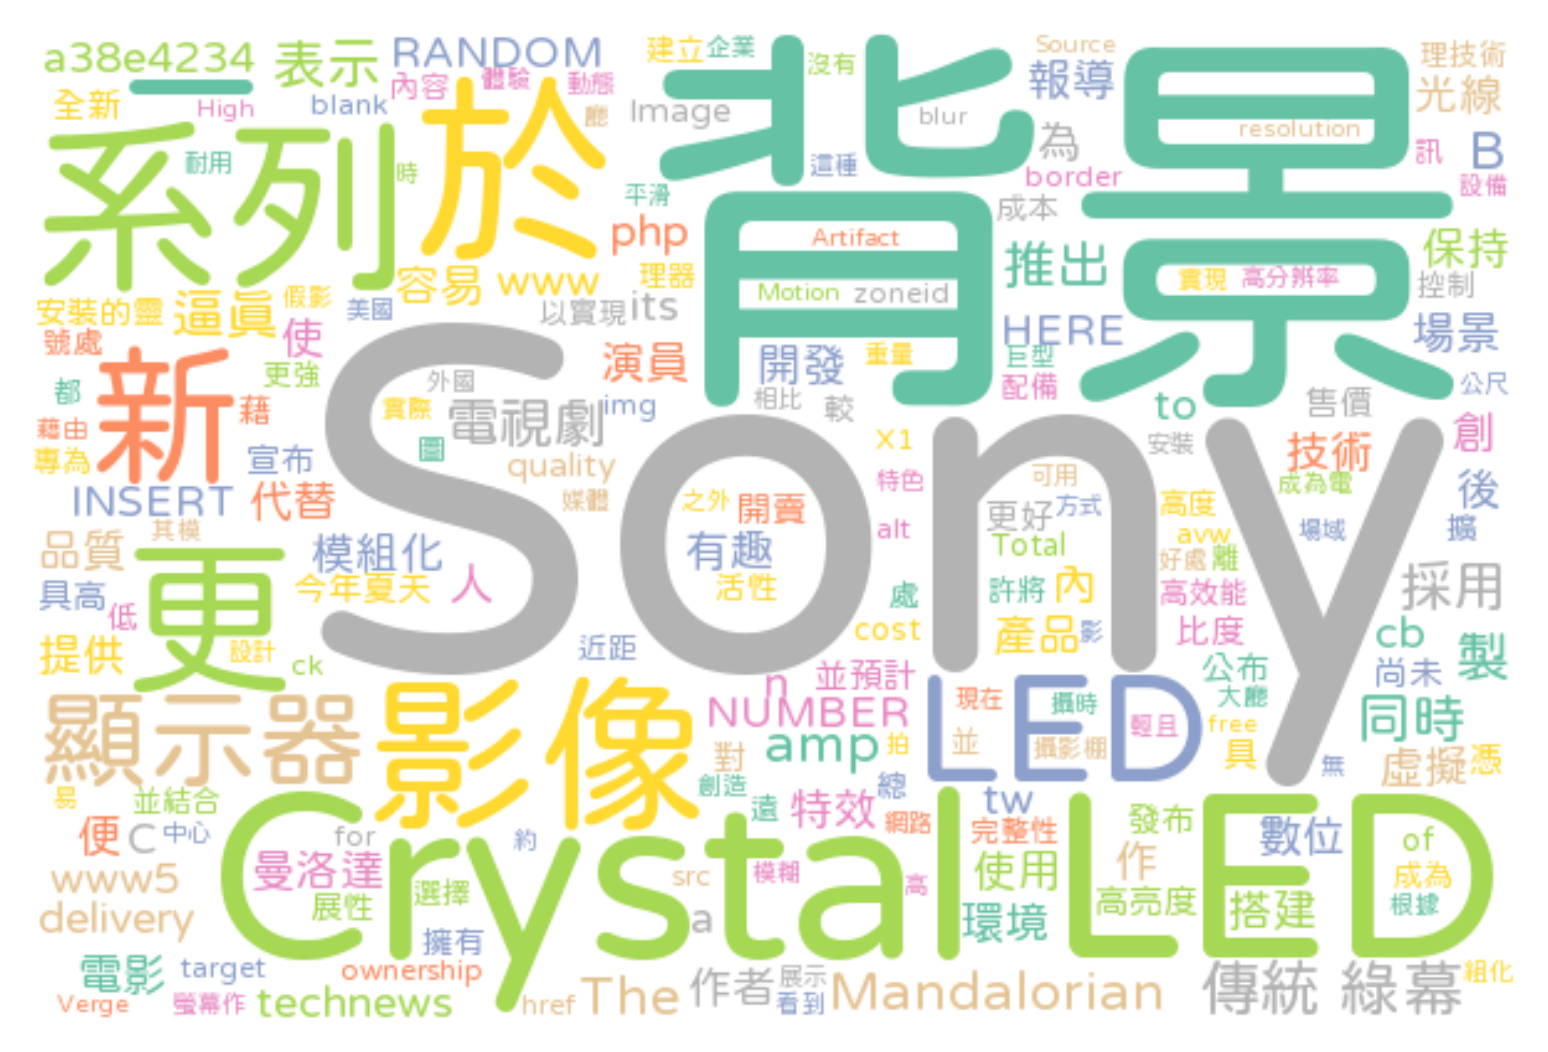 a38e4234 表示 RANDOM 建立 企業 沒有 背景 Source 報導 理技術
全新 一 High blank 內容 體驗 動態 廳 Image blur resolution 光線
系列 耐用 時 於 平滑 這種 為 border 訊 B 設備
php Artifact 成本 推出 保持
安裝的靈 逼真 假影 美國 容易 www 理器 以實現 its Motion zoneid 實現 高分辨率 控制
號處 使 演員 開發 重量 HERE 巨型 配備 場景
都 新 更強 外國 Sony 相比 較 to 售價 公尺
藉由 藉 實際 電視劇 img X1 安裝 技術 創
專為 宣布 圖 quality 特色 可用 成為電 後
INSERT 代替 媒體 之外 開賣 更好 方式 高度 場域 擴
品質 其模 模組化 有趣 alt Total avw 好處 離
具高 低 更 今年夏天 人 活性 處 許將 內 高效能 採用
提供 設計 ck 近距 cost 產品 影 比度 cb 製
顯示器 影像 n 並預計 LED 現在 攝時 輕且 公布 大廳 尚未 同時
NUMBER 對 amp 拍 並 攝影棚 free 具 無 虛擬 憑
易 並結合 Crystal LED 創造 遠 特效 總 tw
便 C 中心 for 約 網路 完整性 發布 數位 of
www5 曼洛達 選擇 src 模糊 高 使用 作 成為
delivery 展性 擁有 a 環境 高亮度 搭建 根據
電影 target ownership 作者 展示 傳統 綠幕 組化
Verge 螢幕作 technews href The 看到 Mandalorian